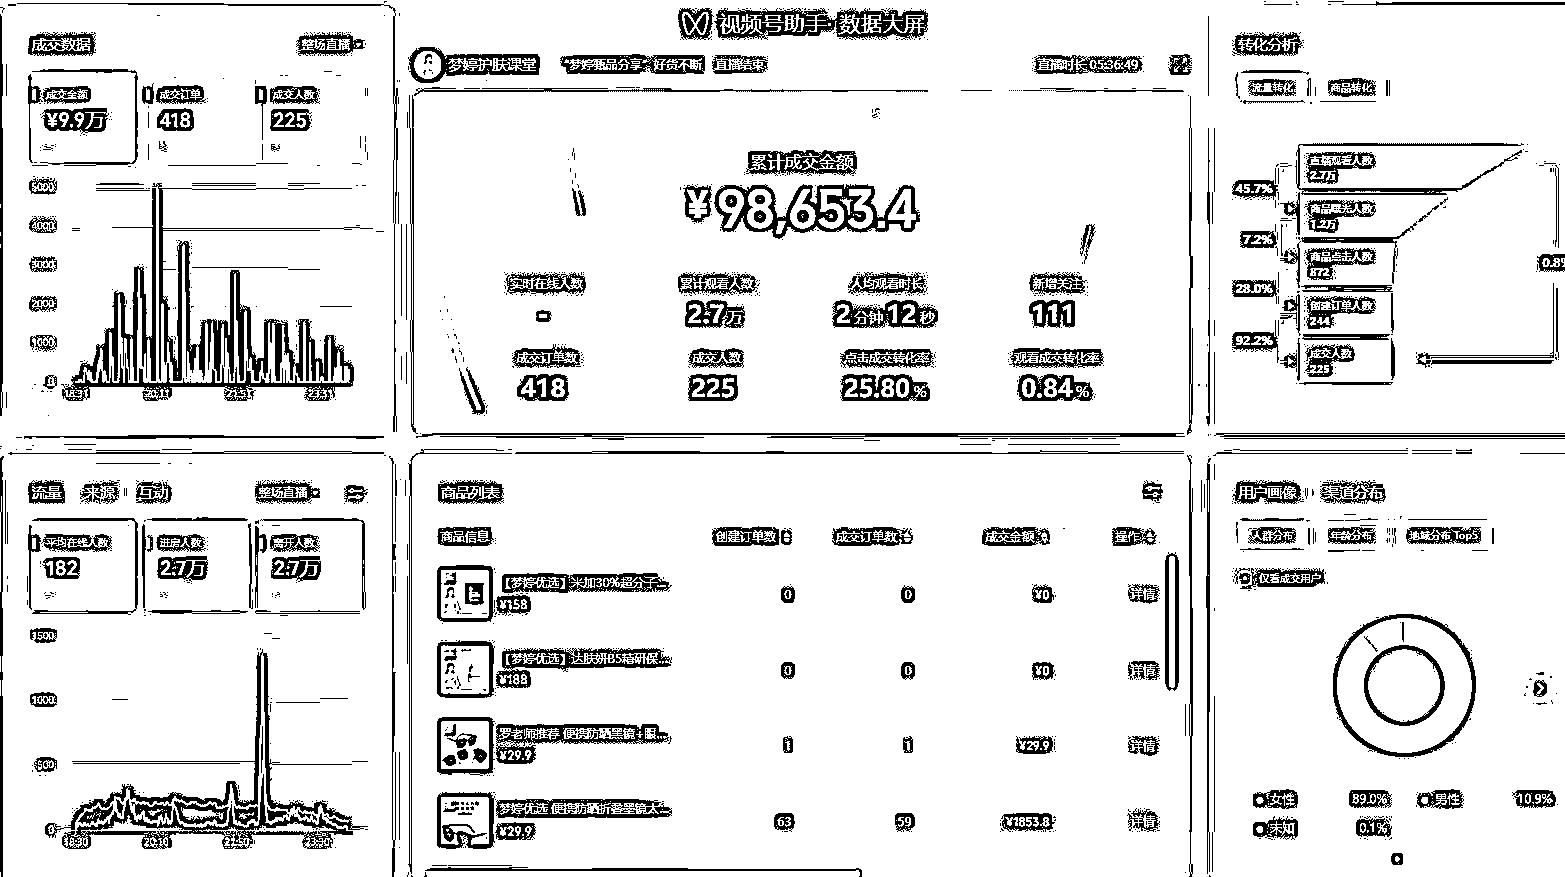 视频号助手·数据大屏
梦婷护肤课堂
“梦婷臻品分享” 好货不断
直播结束
直播时长 05:36:49
成交数据
整场直播
成交金额
¥9.9万
成交订单
418
成交人数
225
5000
4000
3000
2000
1000
0
18:31
20:11
21:51
23:31
累计成交金额
¥98,653.4
实时在线人数
-
累计观看人数
2.7万
人均观看时长
2分钟12秒
新增关注
111
成交订单数
418
成交人数
225
点击成交转化率
25.80%
观看成交转化率
0.84%
转化分析
流量转化
商品转化
直播观看人数
2.7万
45.7%
商品曝光人数
1.2万
7.2%
商品点击人数
872
28.0%
创建订单人数
244
92.2%
成交人数
225
流量
来源
互动
整场直播
平均在线人数
182
进房人数
2.7万
离开人数
2.7万
1500
1000
500
0
18:30
20:10
21:50
23:30
商品列表
商品信息
创建订单数
成交订单数
成交金额
操作
【梦婷优选】米加30%超分子...
¥158
0
0
¥0
详情
【梦婷优选】达肤妍B5霜研保...
¥188
0
0
¥0
详情
罗老师推荐 便携防晒黑镜+眼...
¥29.9
1
1
¥29.9
详情
梦婷优选 便携防晒折叠墨镜太...
¥29.9
63
59
¥1853.8
详情
用户画像
渠道分布
人群分布
年龄分布
地域分布 Top5
仅看成交用户
女性
89.0%
男性
10.9%
未知
0.1%